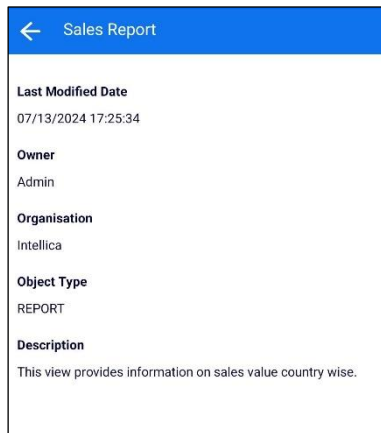 Sales Report
Last Modified Date
07/13/2024 17:25:34
Owner
Admin
Organisation
Intellica
Object Type
REPORT
Description
This view provides information on sales value country wise.